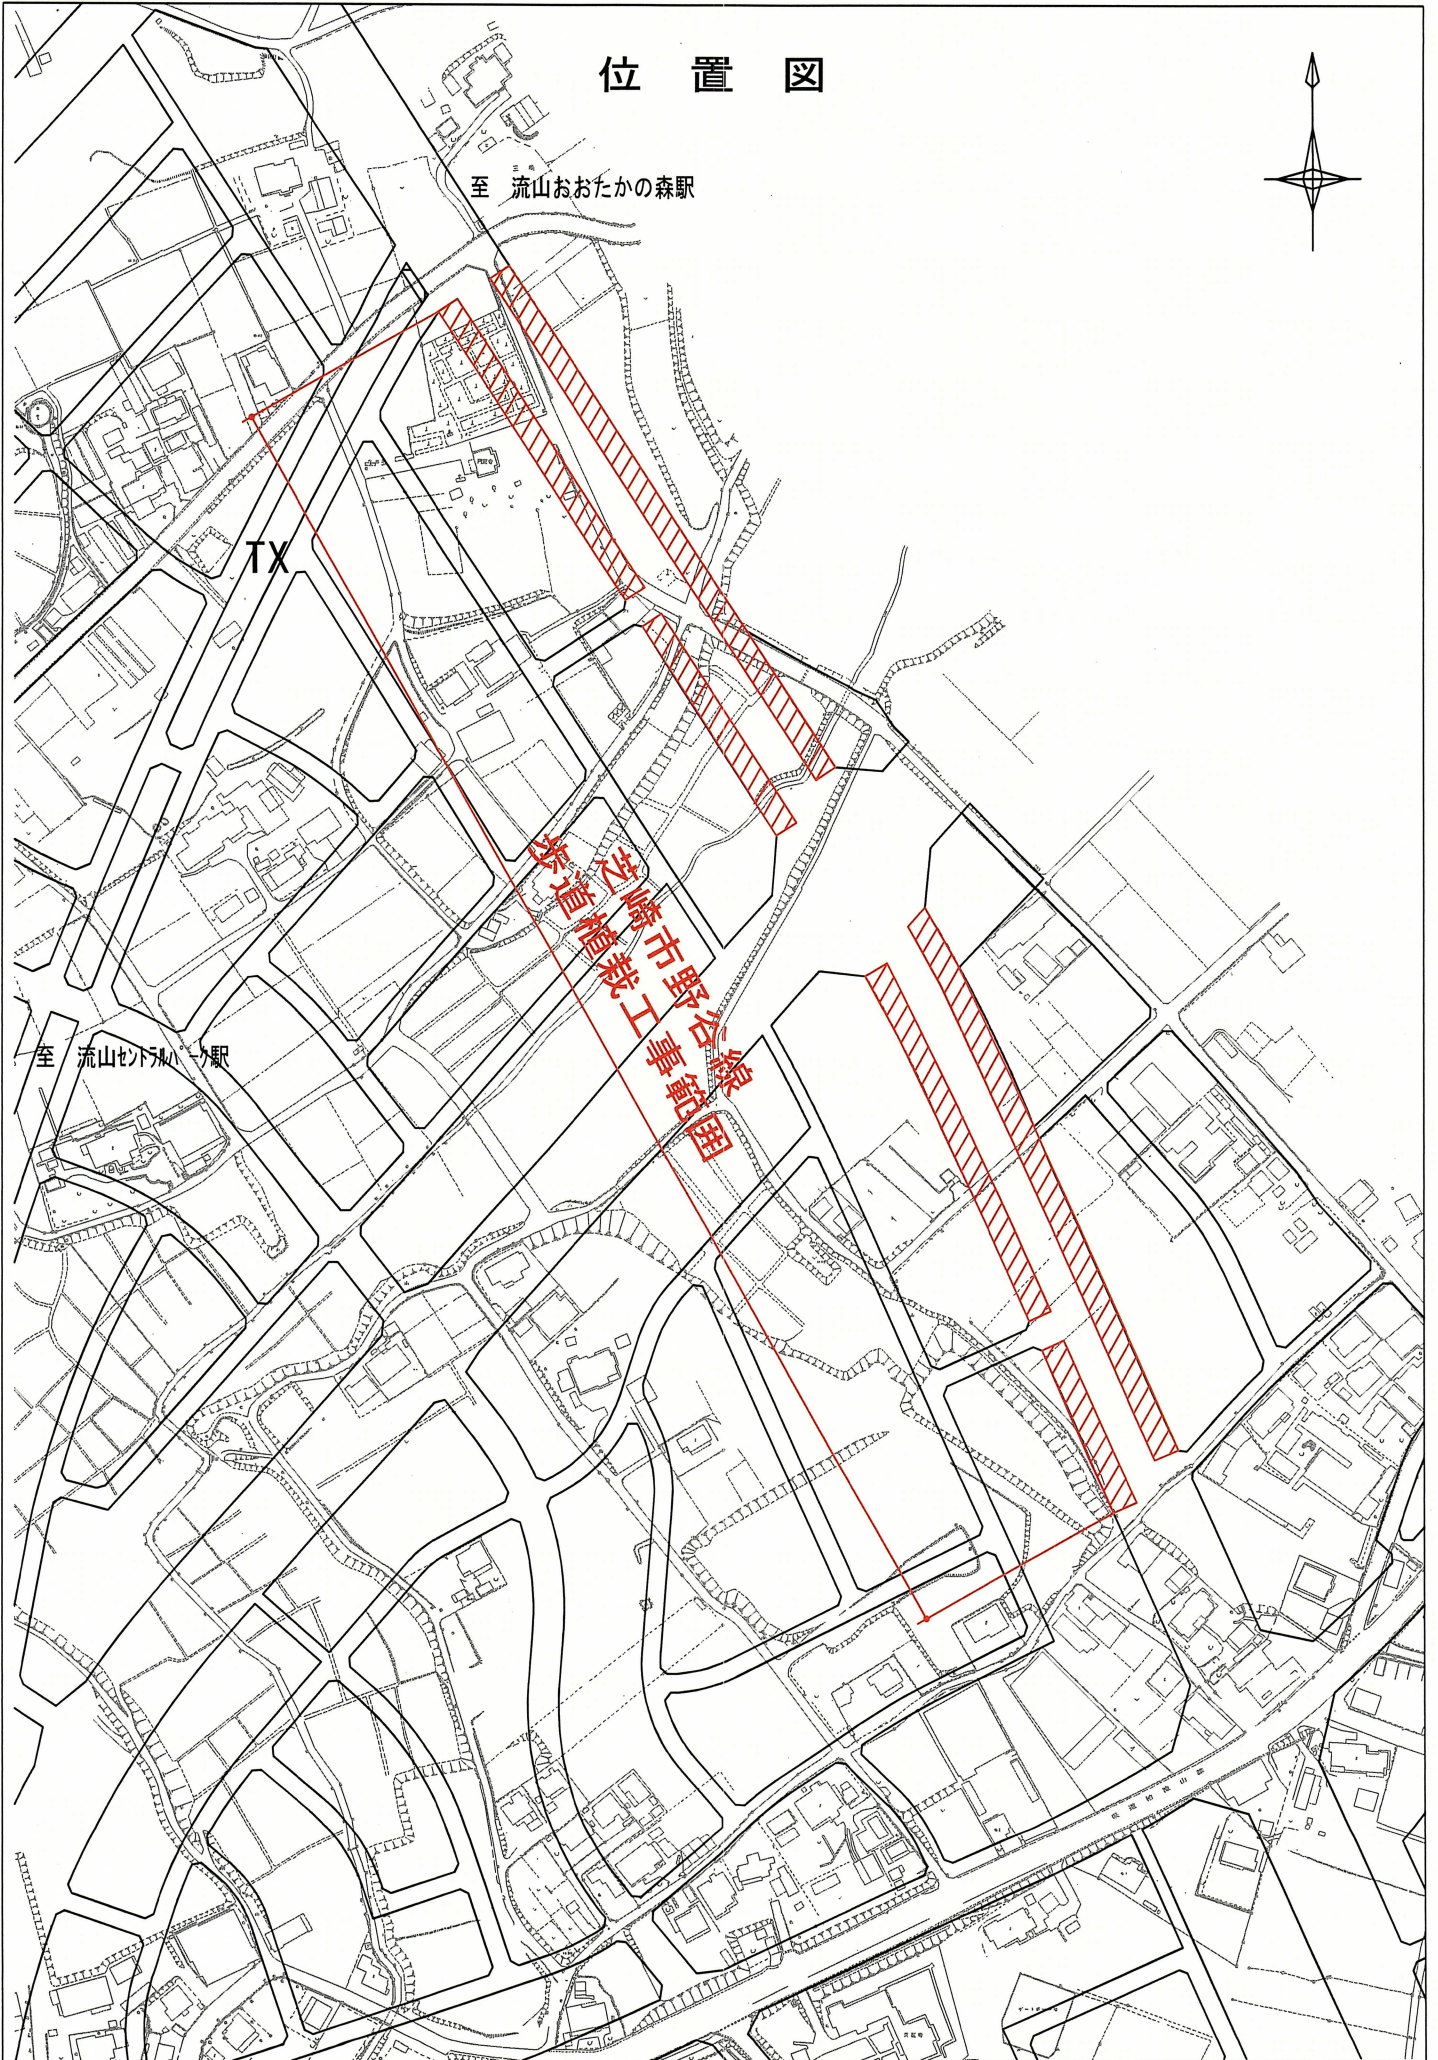 位置図
至 流山おおたかの森駅
TX
芝崎市野谷線
歩道植栽工事範囲
至 流山セントラルパーク駅